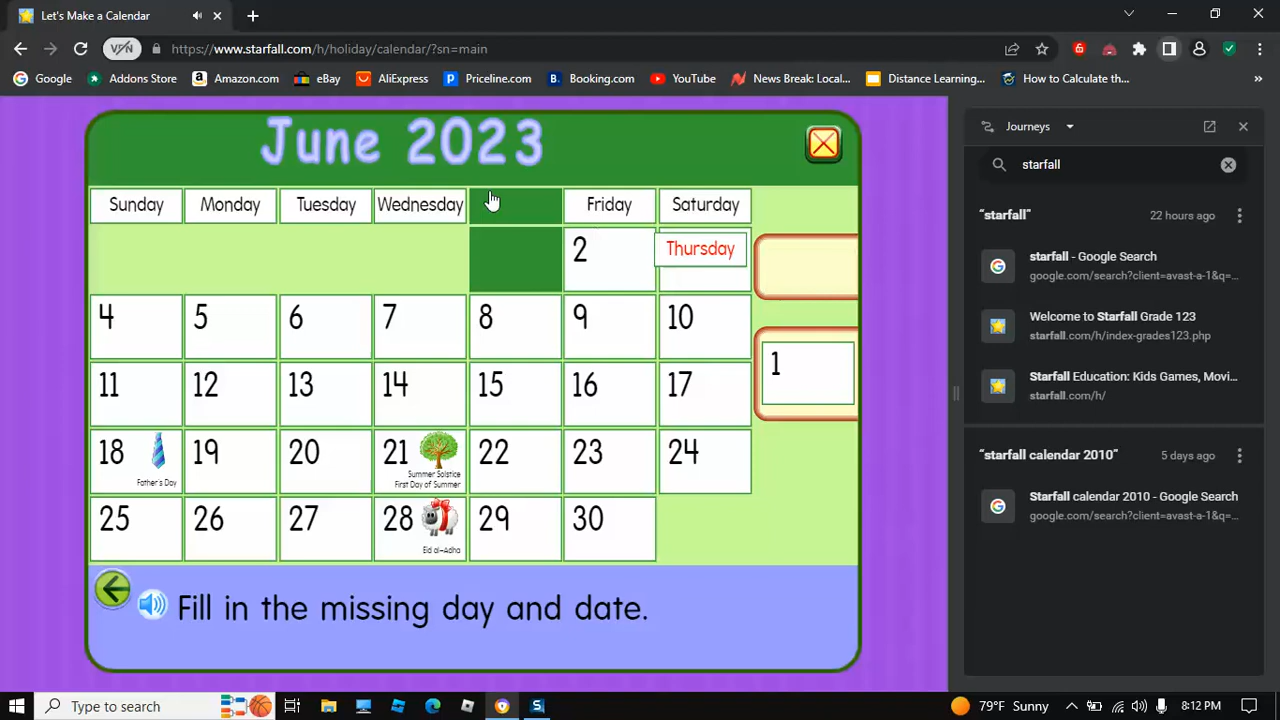 Let's Make a Calendar
https://www.starfall.com/h/holiday/calendar/?sn=main
Google Addons Store Amazon.com eBay AliExpress Priceline.com Booking.com YouTube News Break: Local... Distance Learning... How to Calculate th...
June 2023
Sunday Monday Tuesday Wednesday Friday Saturday
2 Thursday
4 5 6 7 8 9 10
1
11 12 13 14 15 16 17
18 19 20 21 22 23 24
Father's Day
Summer Solstice
First Day of Summer
25 26 27 28 29 30
Eid al-Adha
Fill in the missing day and date.
Journeys
starfall
“starfall” 22 hours ago
starfall - Google Search
google.com/search?client=avast-a-1&q=...
Welcome to Starfall Grade 123
starfall.com/h/index-grades123.php
Starfall Education: Kids Games, Movi...
starfall.com/h/
“starfall calendar 2010” 5 days ago
Starfall calendar 2010 - Google Search
google.com/search?client=avast-a-1&q=...
Type to search
79°F Sunny 8:12 PM